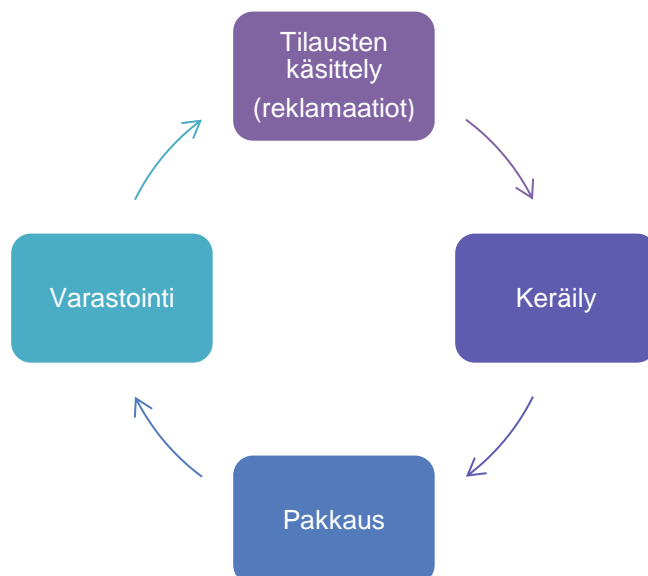 Tilausten
käsittely
(reklamaatiot)
Varastointi
Keräily
Pakkaus